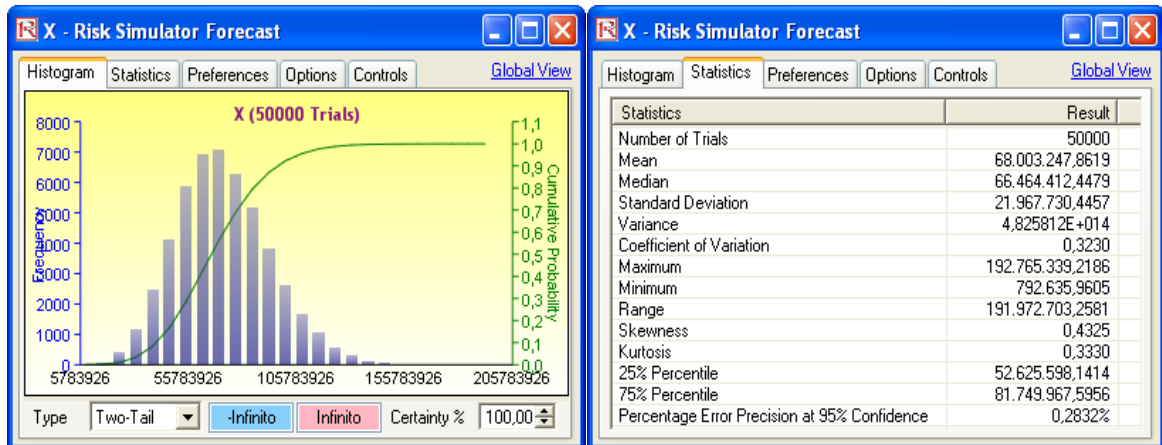 X - Risk Simulator Forecast
Histogram Statistics Preferences Options Controls Global View
X (50000 Trials)
8000
7000
6000
5000
4000
3000
2000
1000
0
Frequency
1,1
1,0
0,9
0,8
0,7
0,6
0,5
0,4
0,3
0,2
0,1
0,0
Cumulative Probability
5783926 55783926 105783926 155783926 205783926
Type Two-Tail -Infinito Infinito Certainty % 100,00
X - Risk Simulator Forecast
Histogram Statistics Preferences Options Controls Global View
Statistics Result
Number of Trials 50000
Mean 68.003.247,8619
Median 66.464.412,4479
Standard Deviation 21.967.730,4457
Variance 4,825812E+014
Coefficient of Variation 0,3230
Maximum 192.765.339,2186
Minimum 792.635,9605
Range 191.972.703,2581
Skewness 0,4325
Kurtosis 0,3330
25% Percentile 52.625.598,1414
75% Percentile 81.749.967,5956
Percentage Error Precision at 95% Confidence 0,2832%